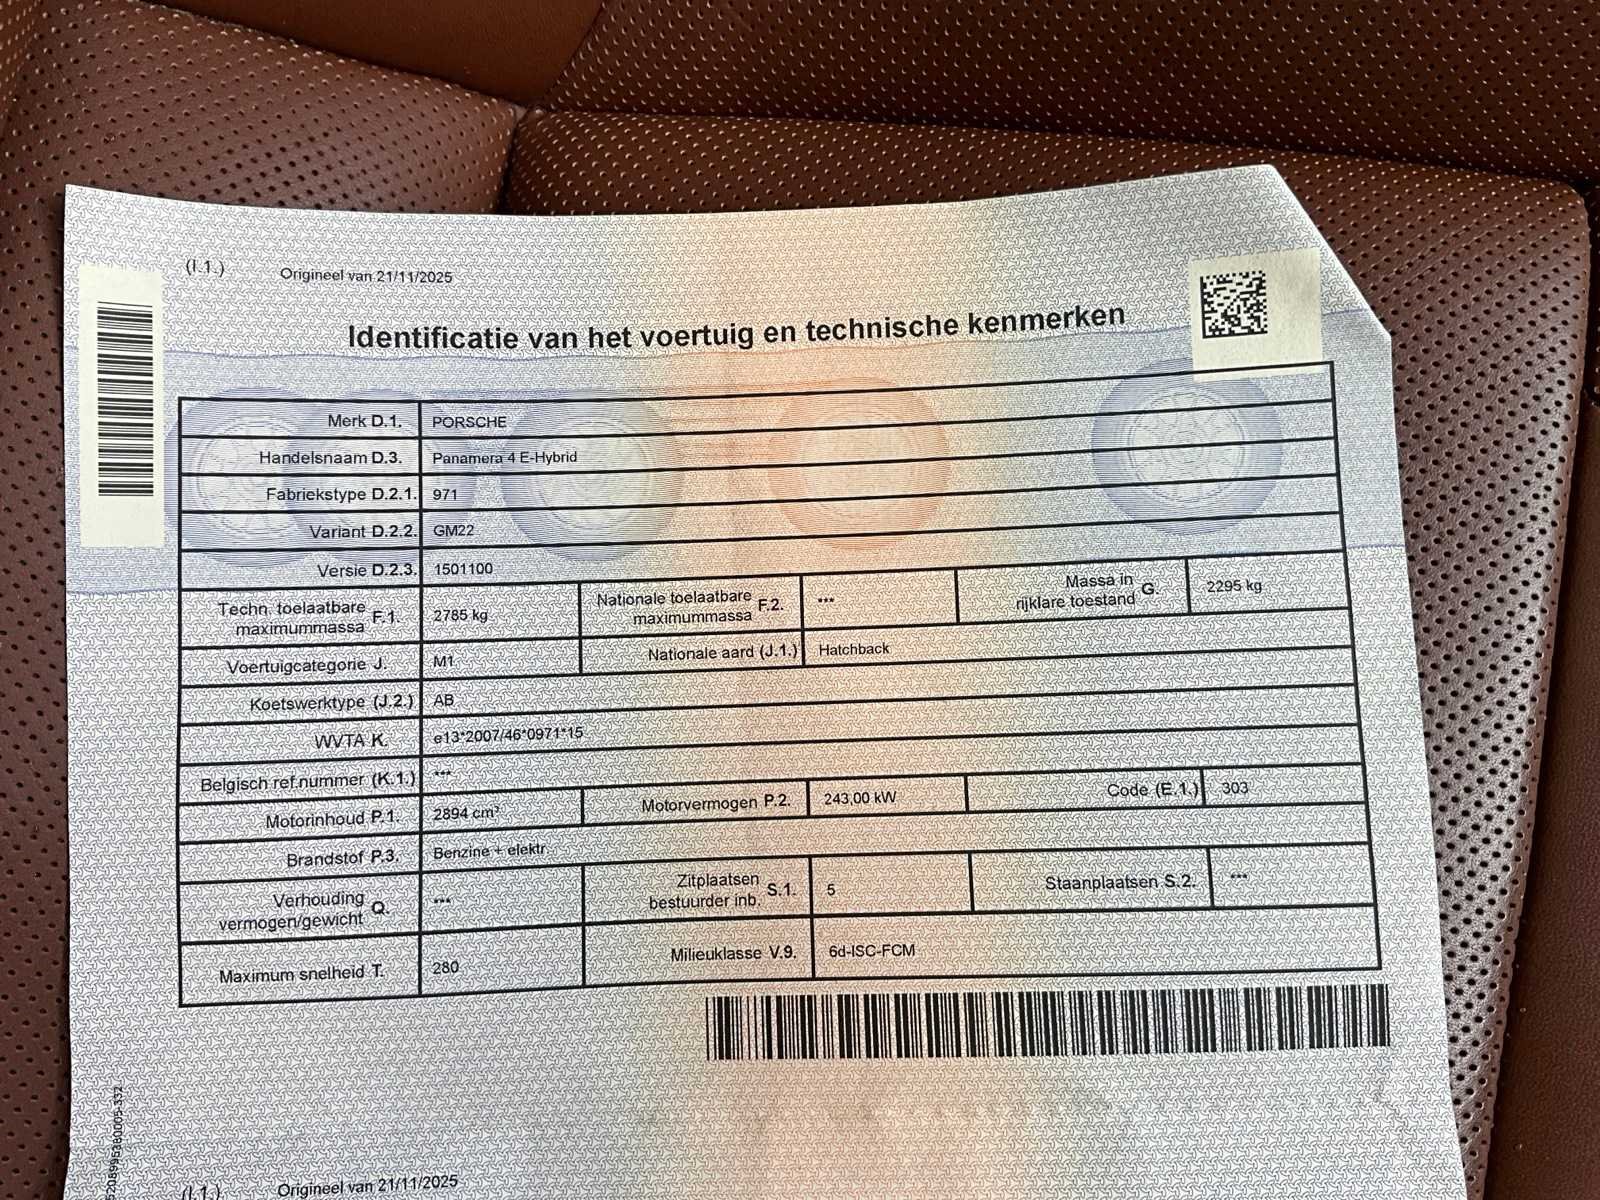 (I.1.) Origineel van 21/11/2025
Identificatie van het voertuig en technische kenmerken
Merk D.1. PORSCHE
Handelsnaam D.3. Panamera 4 E-Hybrid
Fabriekstype D.2.1. 971
Variant D.2.2. GM22
Versie D.2.3. 1501100
Techn. toelaatbare maximummassa F.1. 2785 kg Nationale toelaatbare maximummassa F.2. *** Massa in rijklare toestand G. 2295 kg
Voertuigcategorie J. M1 Nationale aard (J.1.) Hatchback
Koetswerktype (J.2.) AB
WVTA K. e13*2007/46*0971*15
Belgisch ref.nummer (K.1.) ***
Motorinhoud P.1. 2894 cm³ Motorvermogen P.2. 243,00 kW Code (E.1.) 303
Brandstof P.3. Benzine + elektr.
Verhouding vermogen/gewicht Q. *** Zitplaatsen bestuurder inb. S.1. 5 Staanplaatsen S.2. ***
Maximum snelheid T. 280 Milieuklasse V.9. 6d-ISC-FCM
(I.1.) Origineel van 21/11/2025